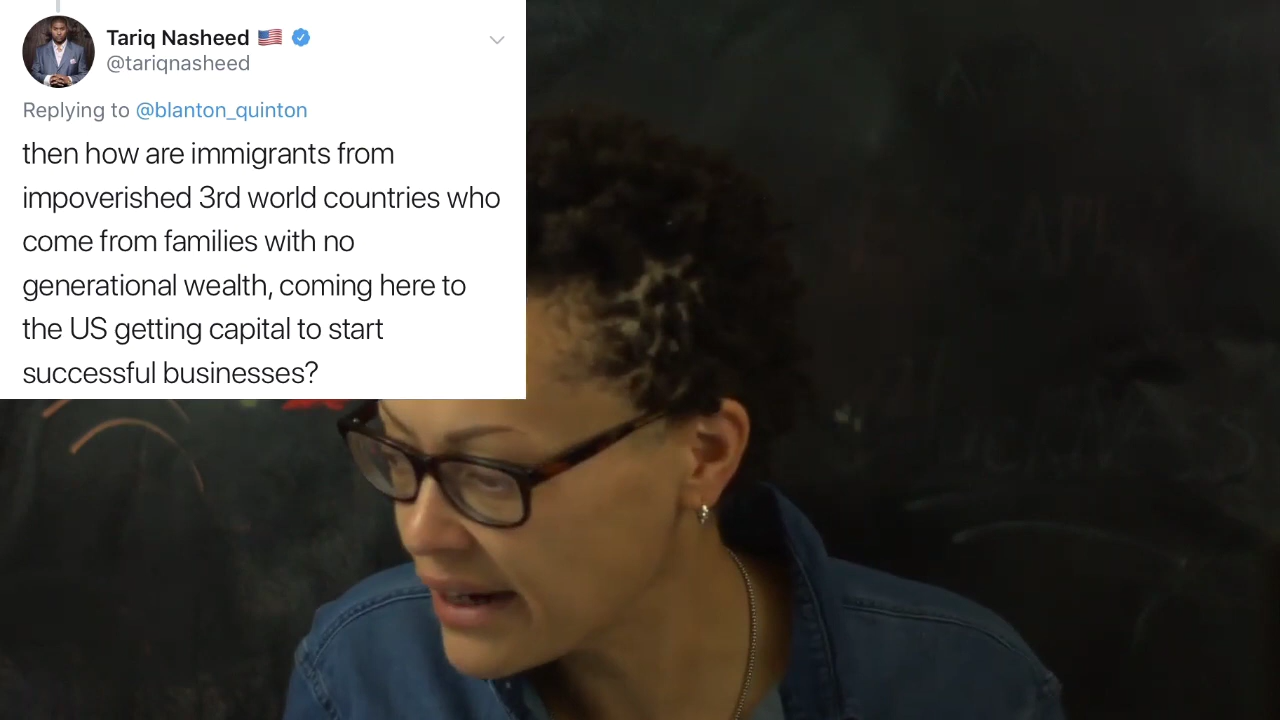 Tariq Nasheed 🇺🇸
@tariqnasheed
Replying to @blanton_quinton
then how are immigrants from
impoverished 3rd world countries who
come from families with no
generational wealth, coming here to
the US getting capital to start
successful businesses?